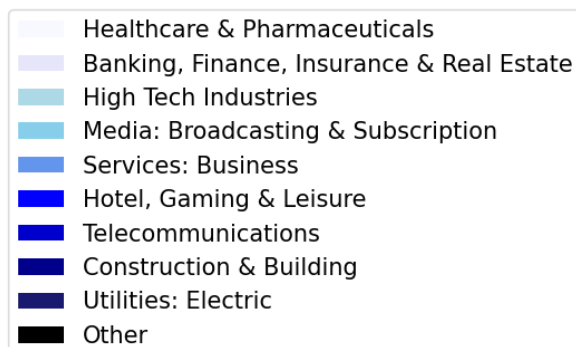 Healthcare & Pharmaceuticals
Banking, Finance, Insurance & Real Estate
High Tech Industries
Media: Broadcasting & Subscription
Services: Business
Hotel, Gaming & Leisure
Telecommunications
Construction & Building
Utilities: Electric
Other